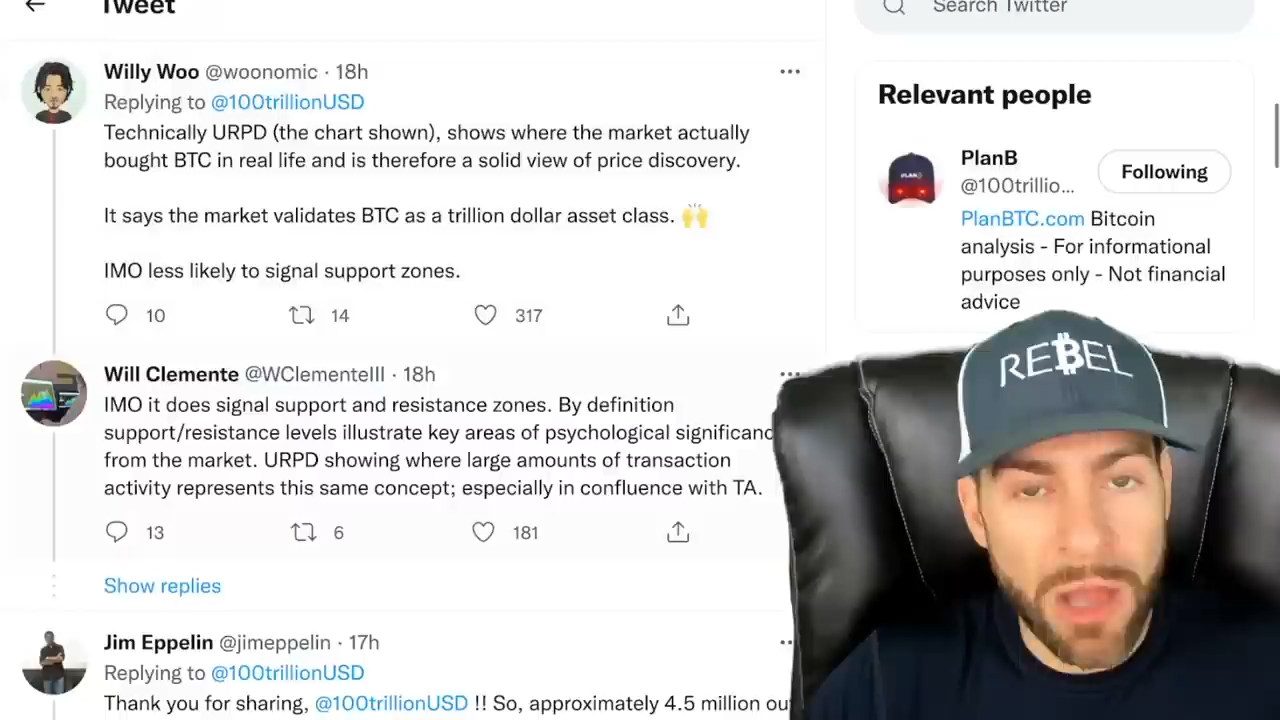 Tweet
Search Twitter
Willy Woo @woonomic · 18h
Replying to @100trillionUSD
Technically URPD (the chart shown), shows where the market actually
bought BTC in real life and is therefore a solid view of price discovery.
It says the market validates BTC as a trillion dollar asset class. 🙌
IMO less likely to signal support zones.
10 14 317
Will Clemente @WClementeIII · 18h
IMO it does signal support and resistance zones. By definition
support/resistance levels illustrate key areas of psychological significanc
from the market. URPD showing where large amounts of transaction
activity represents this same concept; especially in confluence with TA.
13 6 181
Show replies
Jim Eppelin @jimeppelin · 17h
Replying to @100trillionUSD
Thank you for sharing, @100trillionUSD !! So, approximately 4.5 million ou
Relevant people
PlanB
@100trillio...
Following
PlanBTC.com Bitcoin
analysis - For informational
purposes only - Not financial
advice
PLANB
RE₿EL